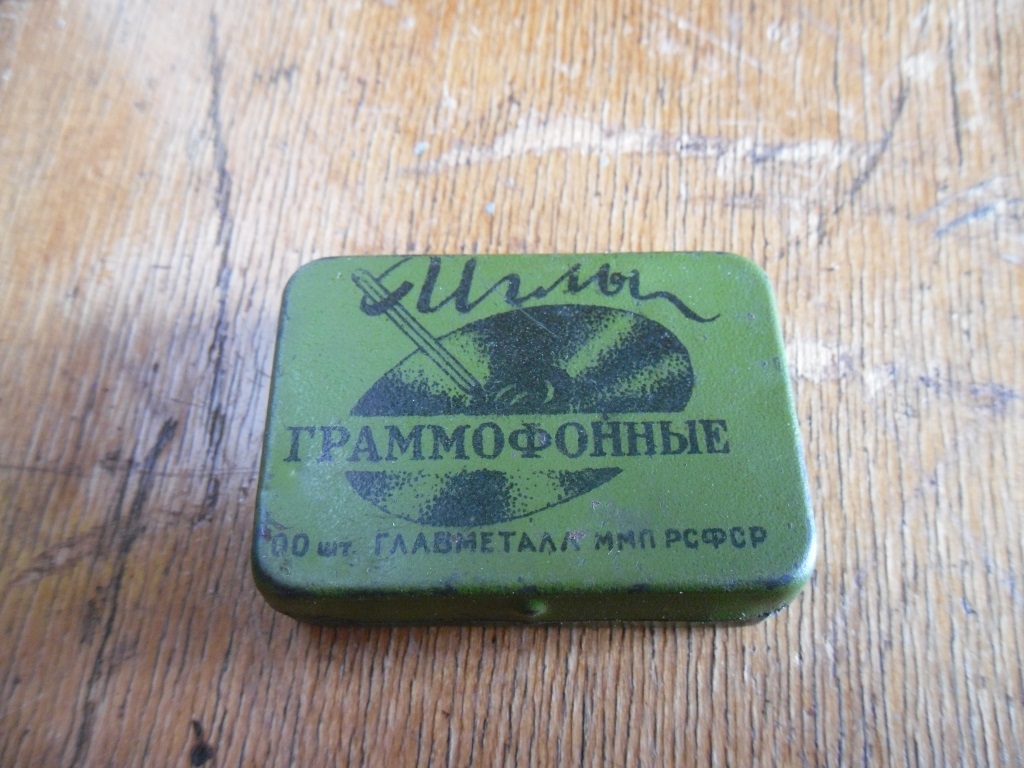 Иглы
ГРАММОФОННЫЕ
00 шт. ГЛАВМЕТАЛЛ ММП РСФСР